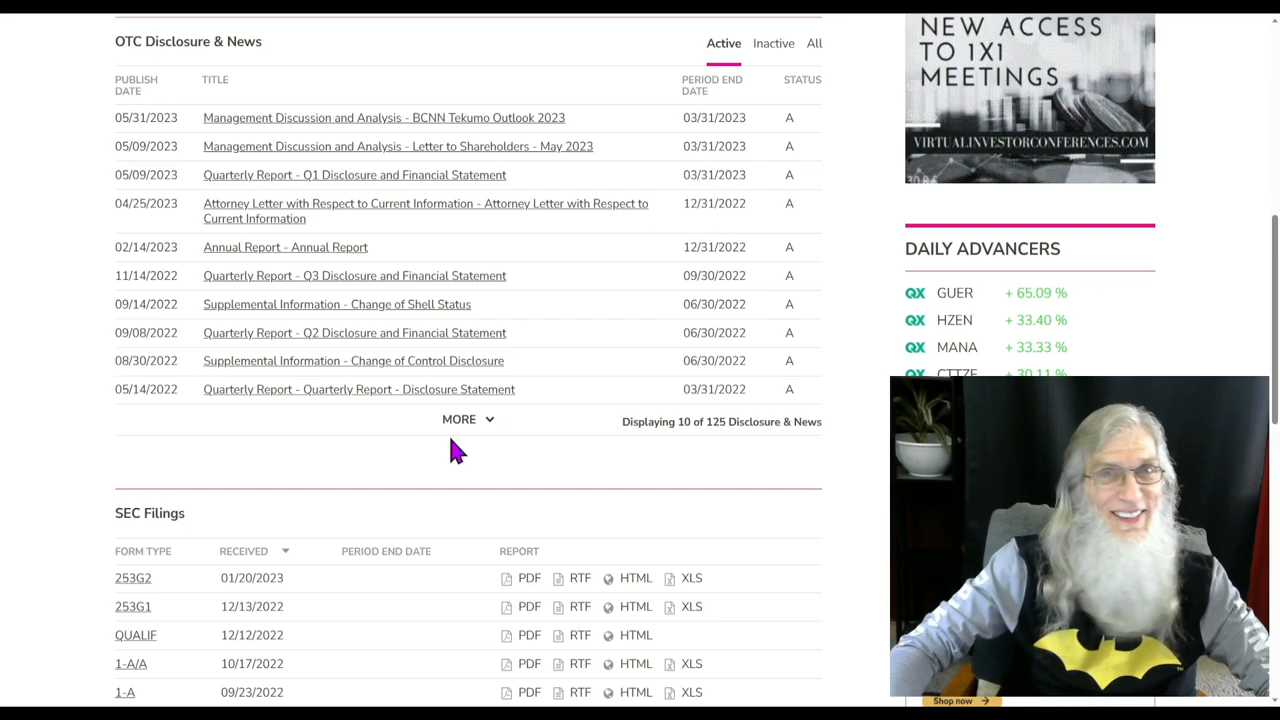 OTC Disclosure & News
Active Inactive All
PUBLISH DATE TITLE PERIOD END DATE STATUS
05/31/2023 Management Discussion and Analysis - BCNN Tekumo Outlook 2023 03/31/2023 A
05/09/2023 Management Discussion and Analysis - Letter to Shareholders - May 2023 03/31/2023 A
05/09/2023 Quarterly Report - Q1 Disclosure and Financial Statement 03/31/2023 A
04/25/2023 Attorney Letter with Respect to Current Information - Attorney Letter with Respect to 12/31/2022 A
Current Information
02/14/2023 Annual Report - Annual Report 12/31/2022 A
11/14/2022 Quarterly Report - Q3 Disclosure and Financial Statement 09/30/2022 A
09/14/2022 Supplemental Information - Change of Shell Status 06/30/2022 A
09/08/2022 Quarterly Report - Q2 Disclosure and Financial Statement 06/30/2022 A
08/30/2022 Supplemental Information - Change of Control Disclosure 06/30/2022 A
05/14/2022 Quarterly Report - Quarterly Report - Disclosure Statement 03/31/2022 A
MORE Displaying 10 of 125 Disclosure & News
SEC Filings
FORM TYPE RECEIVED PERIOD END DATE REPORT
253G2 01/20/2023 PDF RTF HTML XLS
253G1 12/13/2022 PDF RTF HTML XLS
QUALIF 12/12/2022 PDF RTF HTML
1-A/A 10/17/2022 PDF RTF HTML XLS
1-A 09/23/2022 PDF RTF HTML XLS
NEW ACCESS
TO 1X1
MEETINGS
VIRTUALINVESTORCONFERENCES.COM
DAILY ADVANCERS
QX GUER + 65.09 %
QX HZEN + 33.40 %
QX MANA + 33.33 %
QX CTTZF + 30.11 %
Shop now